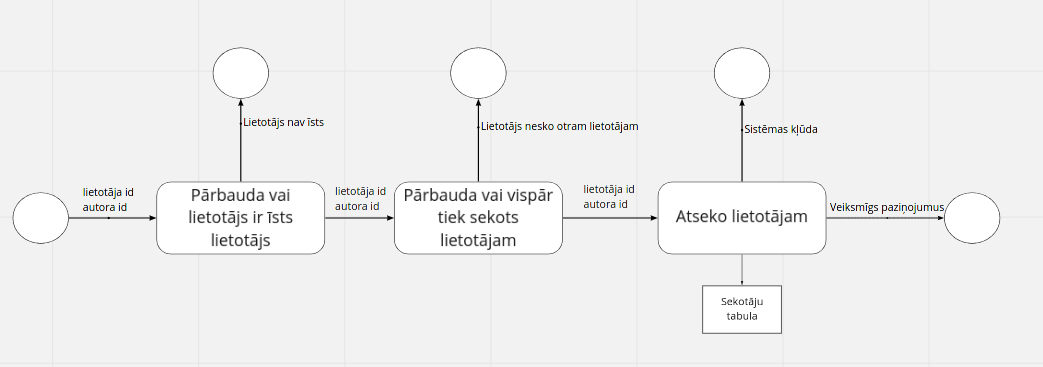 Lietotājs nav īsts
Lietotājs nesko otram lietotājam
Sistēmas kļūda
lietotāja id
autora id
Pārbauda vai
lietotājs ir īsts
lietotājs
lietotāja id
autora id
Pārbauda vai vispār
tiek sekots
lietotājam
lietotāja id
autora id
Atseko lietotājam
Veiksmīgs paziņojumus
Sekotāju
tabula